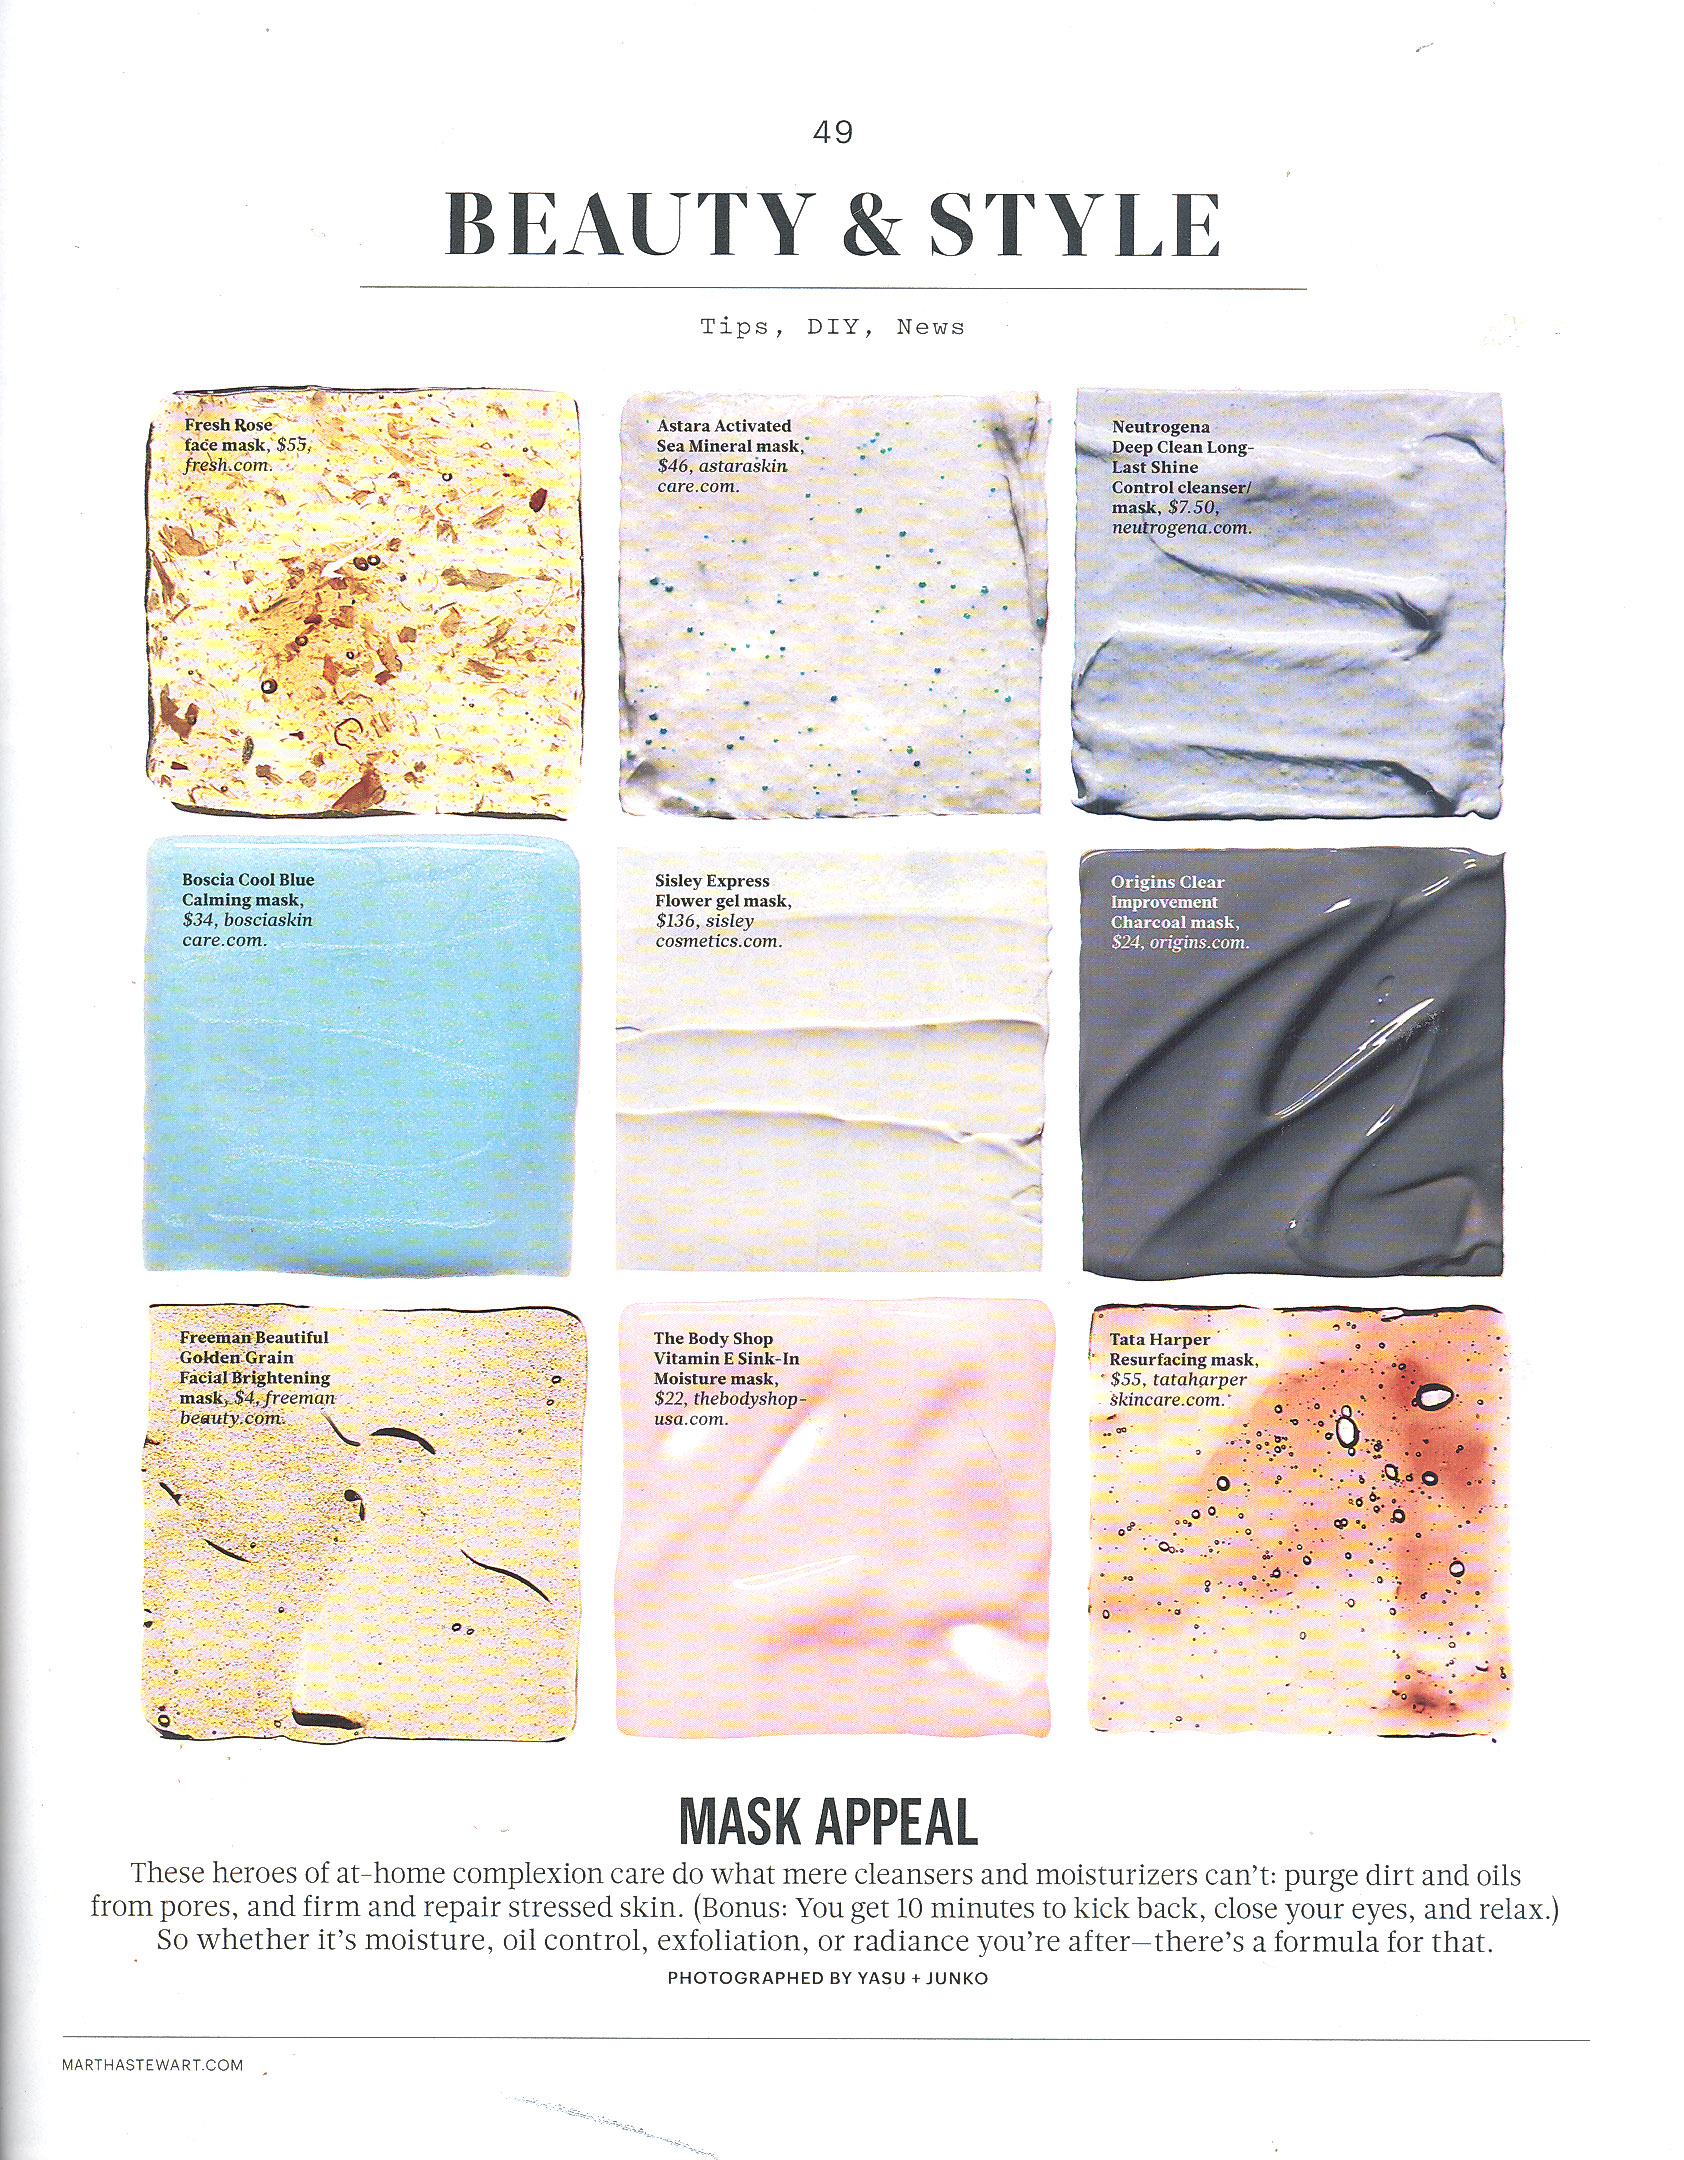 49
BEAUTY & STYLE
Tips, DIY, News
Fresh Rose
face mask, $55,
fresh.com.
Astara Activated
Sea Mineral mask,
$46, astaraskin
care.com.
Neutrogena
Deep Clean Long-
Last Shine
Control cleanser/
mask, $7.50,
neutrogena.com.
Boscia Cool Blue
Calming mask,
$34, bosciaskin
care.com.
Sisley Express
Flower gel mask,
$136, sisley
cosmetics.com.
Origins Clear
Improvement
Charcoal mask,
$24, origins.com.
Freeman Beautiful
Golden Grain
Facial Brightening
mask, $4, freeman
beauty.com.
The Body Shop
Vitamin E Sink-In
Moisture mask,
$22, thebodyshop-
usa.com.
Tata Harper
Resurfacing mask,
$55, tataharper
skincare.com.
MASK APPEAL
These heroes of at-home complexion care do what mere cleansers and moisturizers can't: purge dirt and oils
from pores, and firm and repair stressed skin. (Bonus: You get 10 minutes to kick back, close your eyes, and relax.)
So whether it's moisture, oil control, exfoliation, or radiance you're after—there's a formula for that.
PHOTOGRAPHED BY YASU + JUNKO
MARTHASTEWART.COM